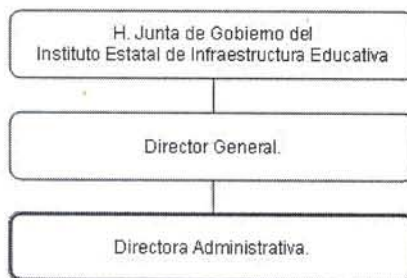 H. Junta de Gobierno del
Instituto Estatal de Infraestructura Educativa
Director General.
Directora Administrativa.